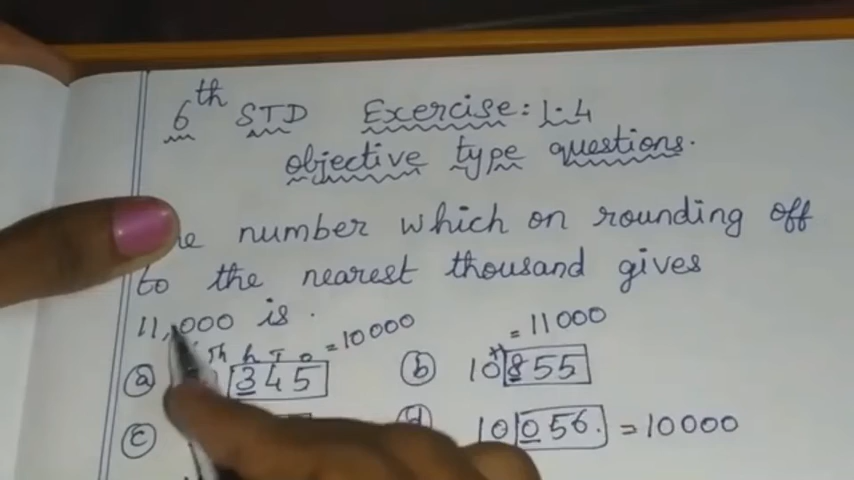 6th STD Exercise: 1.4
objective type questions.
number which on rounding off
to the nearest thousand gives
11,000 is.
Th h T o = 10000 = 11000
(a) 345 (b) 10 855
(c) (d) 10 056. = 10000